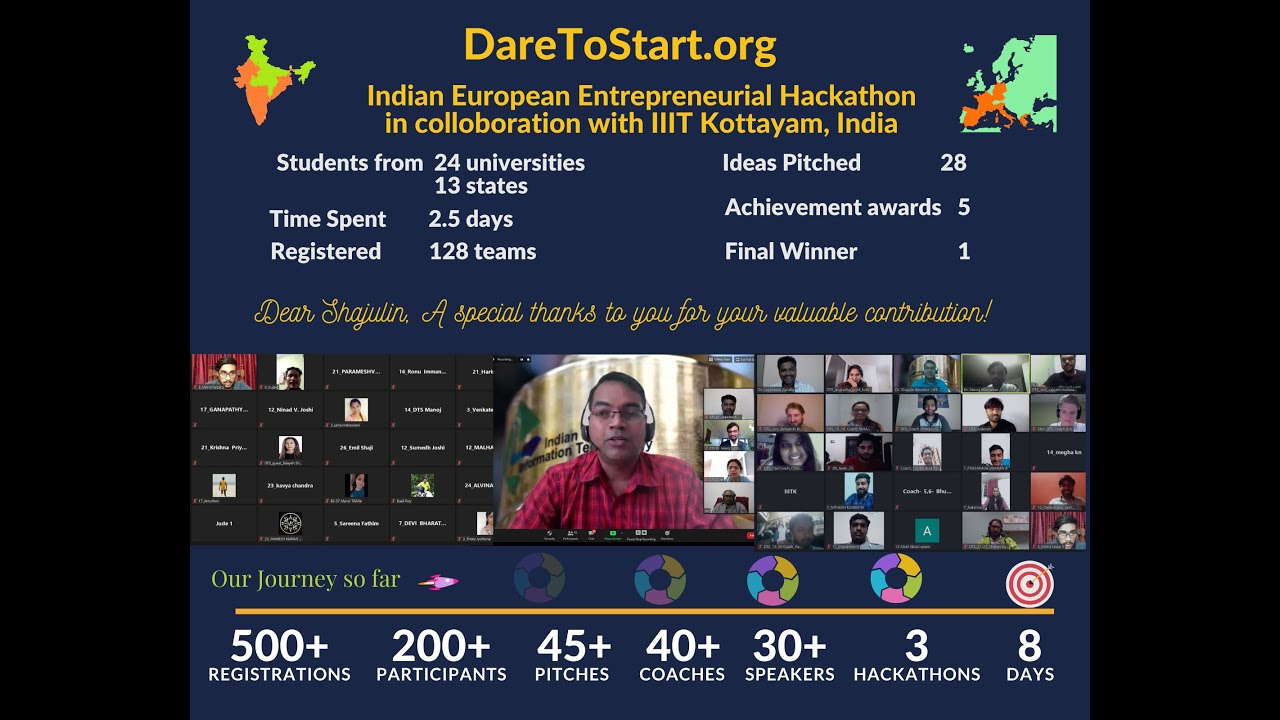 DareToStart.org
Indian European Entrepreneurial Hackathon
in colloboration with IIIT Kottayam, India
Students from 24 universities
13 states
Time Spent 2.5 days
Registered 128 teams
Ideas Pitched 28
Achievement awards 5
Final Winner 1
Dear Shajulin, A special thanks to you for your valuable contribution!
21_PARAMESHV...
16_Ronu Imman...
21_Haris
17_GANAPATHY...
12_Ninad V. Joshi
14_DTS Manoj
3_Venkate
21_Krishna Priy...
26_Emil Shaji
12_Sumedh Joshi
12_MALHA
23_kavya chandra
24_ALVINA
Jude 1
5_Sareena Fathim
7_DEVI BHARAT...
Indian
Information Te
14_megha kn
IIITK
Coach- 5,6- Bhu...
A
Our Journey so far
500+
REGISTRATIONS
200+
PARTICIPANTS
45+
PITCHES
40+
COACHES
30+
SPEAKERS
3
HACKATHONS
8
DAYS